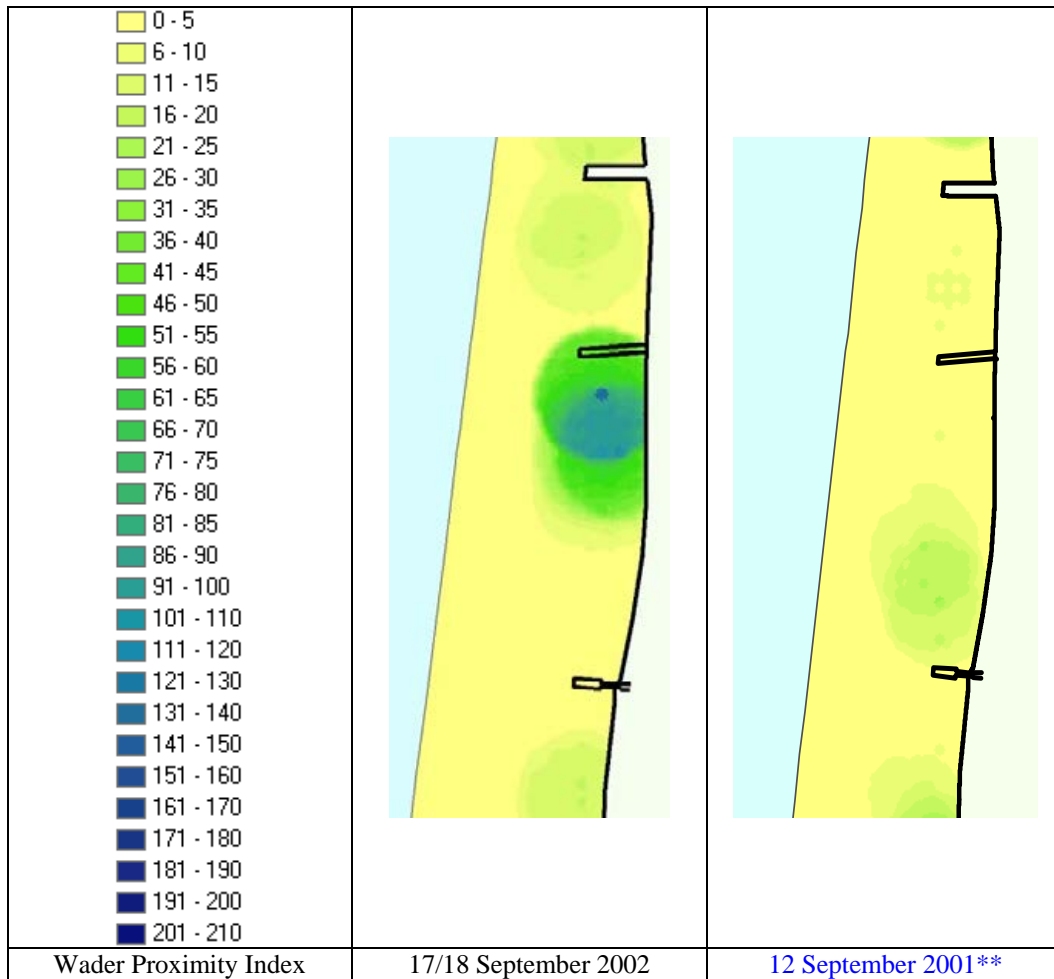 0 - 5
6 - 10
11 - 15
16 - 20
21 - 25
26 - 30
31 - 35
36 - 40
41 - 45
46 - 50
51 - 55
56 - 60
61 - 65
66 - 70
71 - 75
76 - 80
81 - 85
86 - 90
91 - 100
101 - 110
111 - 120
121 - 130
131 - 140
141 - 150
151 - 160
161 - 170
171 - 180
181 - 190
191 - 200
201 - 210
Wader Proximity Index
17/18 September 2002
12 September 2001**